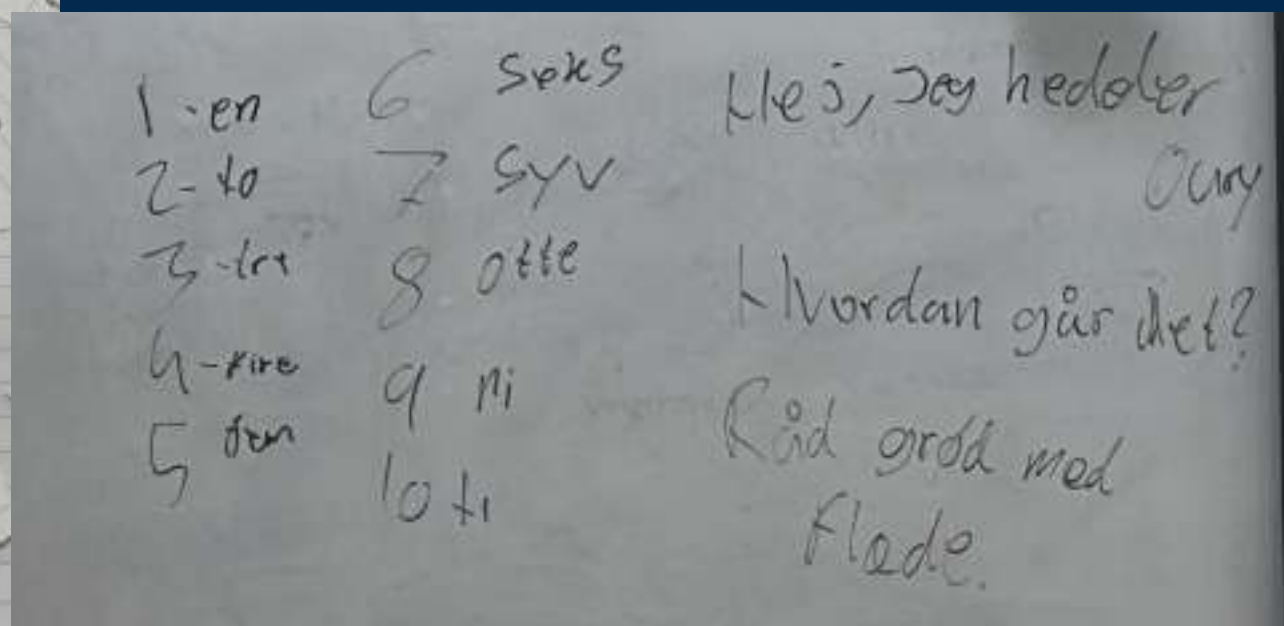 1-en
2-to
3-tre
4-fire
5 fem
6 seks
7 syv
8 otte
9 ni
10 ti
Hej, Jeg hedder
Hvordan går det?
Råd grød med
Fløde.